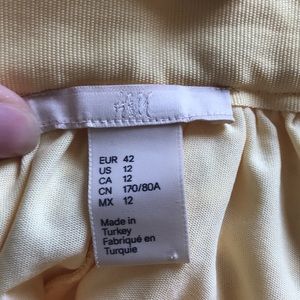 H&M
EUR 42
US 12
CA 12
CN 170/80A
MX 12
Made in
Turkey
Fabriqué en
Turquie